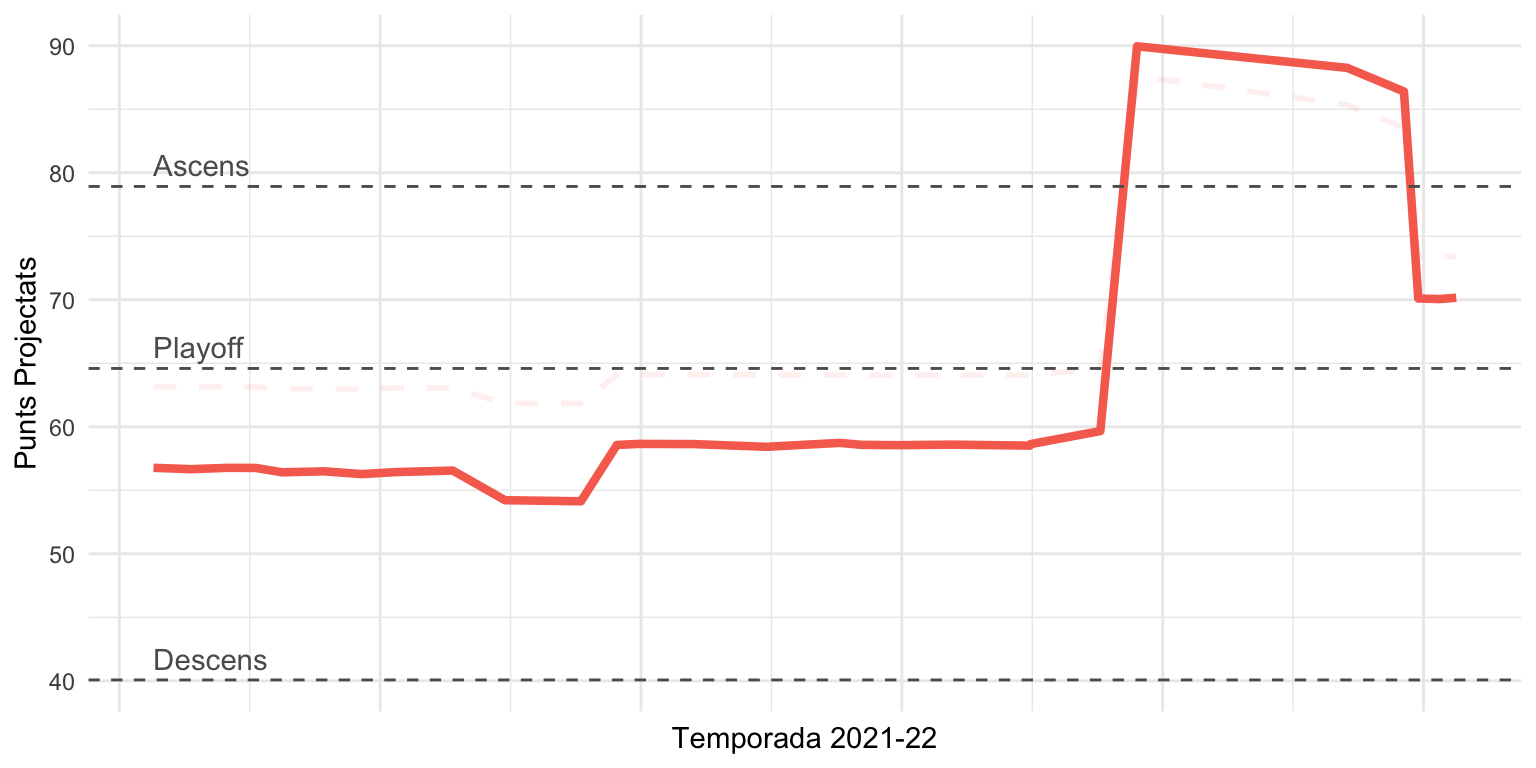 90
Ascens
80
70
Playoff
60
50
Descens
40
Punts Projectats
Temporada 2021-22